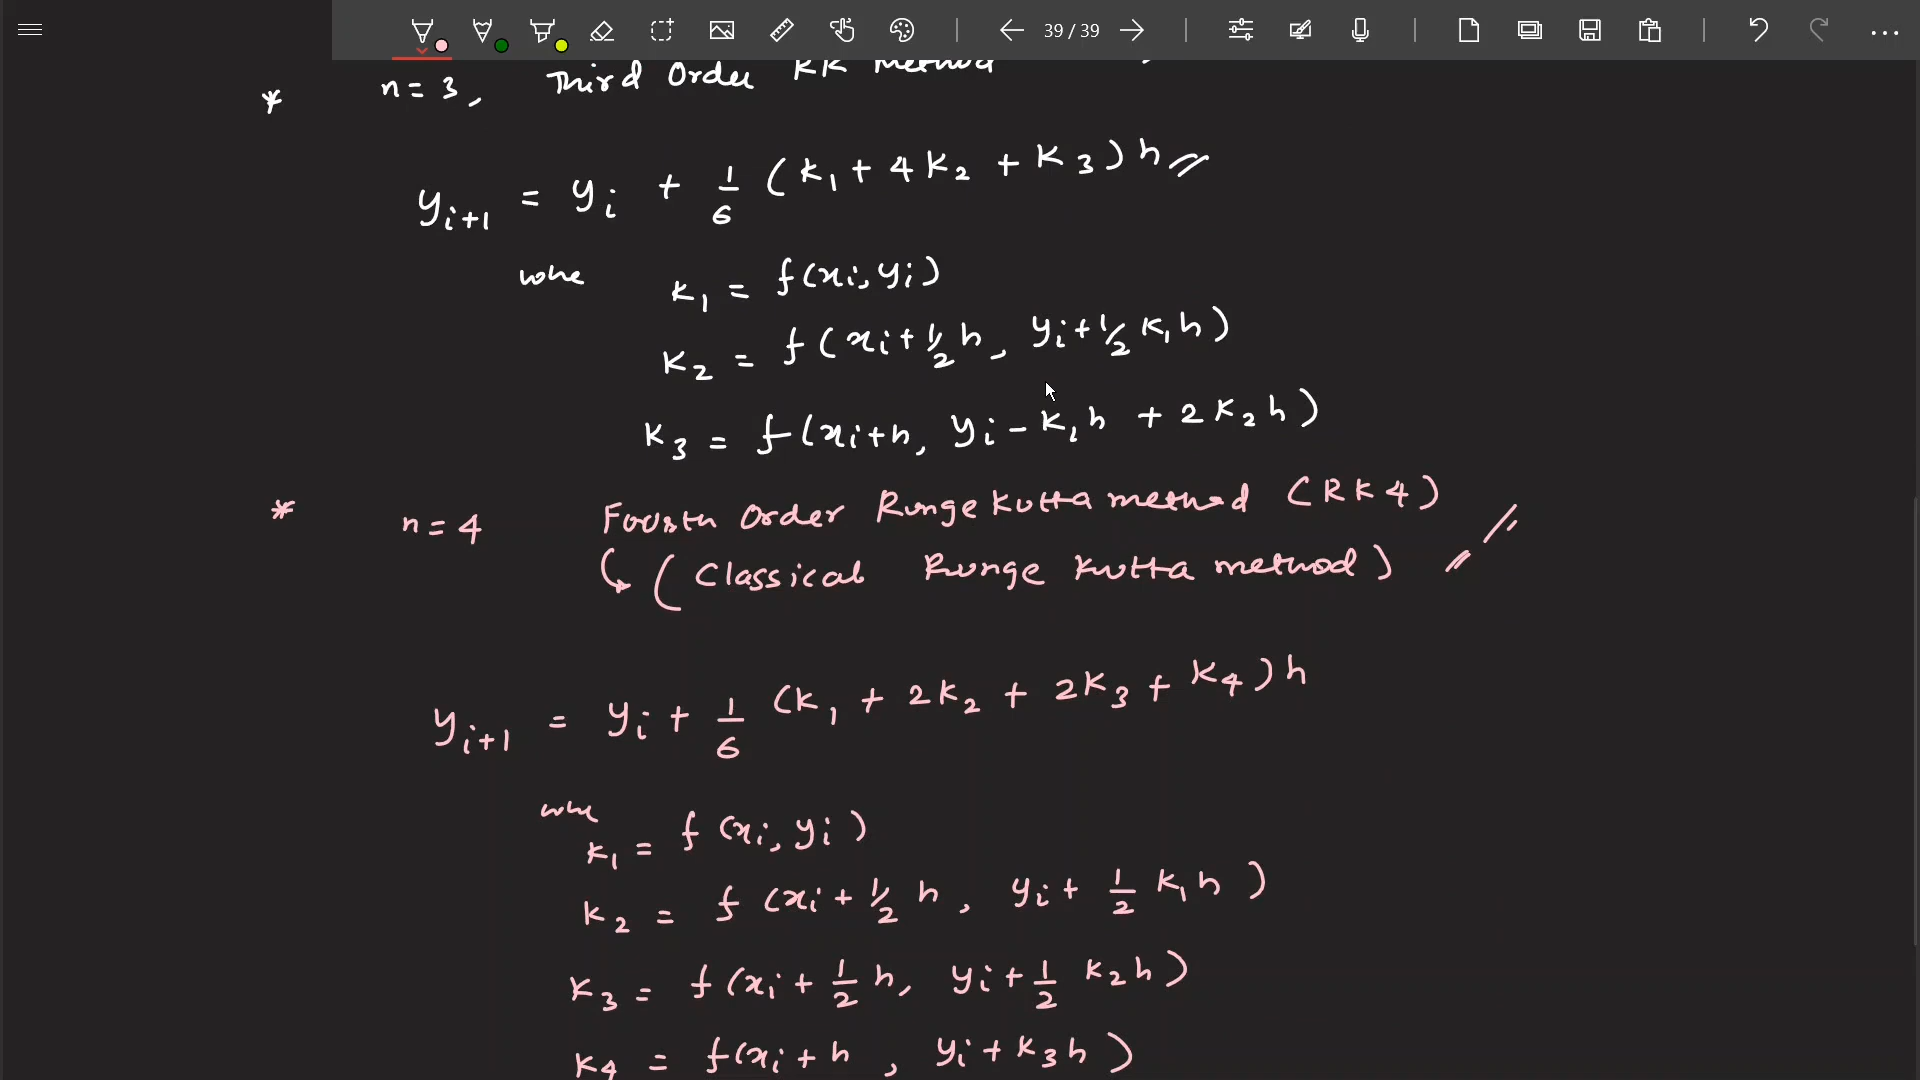 39 / 39
* n = 3, Third Order RK Method
y_{i+1} = y_i + 1/6 (k_1 + 4k_2 + k_3) h
whe k_1 = f(x_i, y_i)
k_2 = f(x_i + 1/2 h, y_i + 1/2 k_1 h)
k_3 = f(x_i + h, y_i - k_1 h + 2 k_2 h)
* n = 4 Fourth Order Runge Kutta method (RK4)
(Classical Runge Kutta method)
y_{i+1} = y_i + 1/6 (k_1 + 2k_2 + 2k_3 + k_4) h
whe
k_1 = f(x_i, y_i)
k_2 = f(x_i + 1/2 h, y_i + 1/2 k_1 h)
k_3 = f(x_i + 1/2 h, y_i + 1/2 k_2 h)
k_4 = f(x_i + h, y_i + k_3 h)